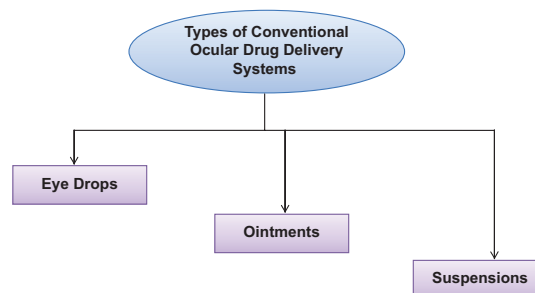 Types of Conventional
Ocular Drug Delivery
Systems
Eye Drops
Ointments
Suspensions